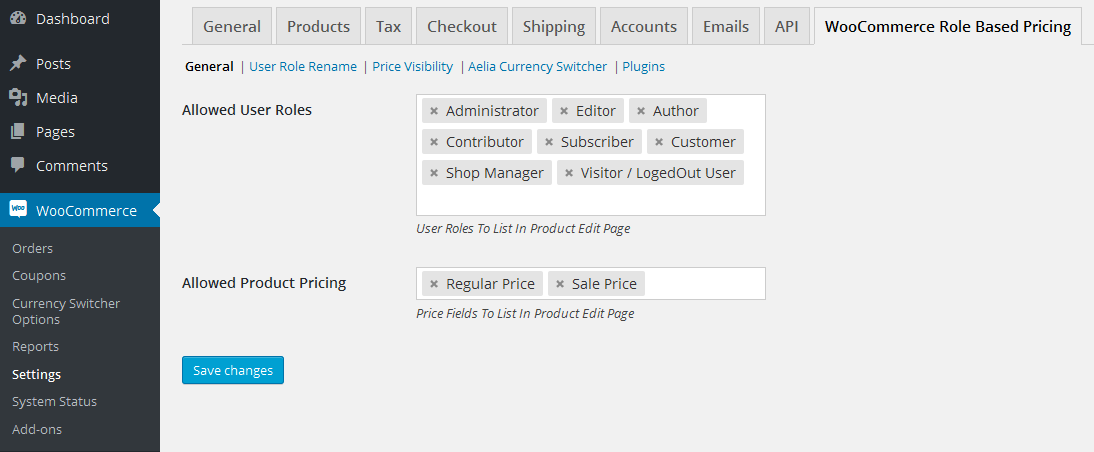 Dashboard
Posts
Media
Pages
Comments
Woo WooCommerce
Orders
Coupons
Currency Switcher
Options
Reports
Settings
System Status
Add-ons
General Products Tax Checkout Shipping Accounts Emails API WooCommerce Role Based Pricing
General | User Role Rename | Price Visibility | Aelia Currency Switcher | Plugins
Allowed User Roles
× Administrator × Editor × Author
× Contributor × Subscriber × Customer
× Shop Manager × Visitor / LogedOut User
User Roles To List In Product Edit Page
Allowed Product Pricing
× Regular Price × Sale Price
Price Fields To List In Product Edit Page
Save changes